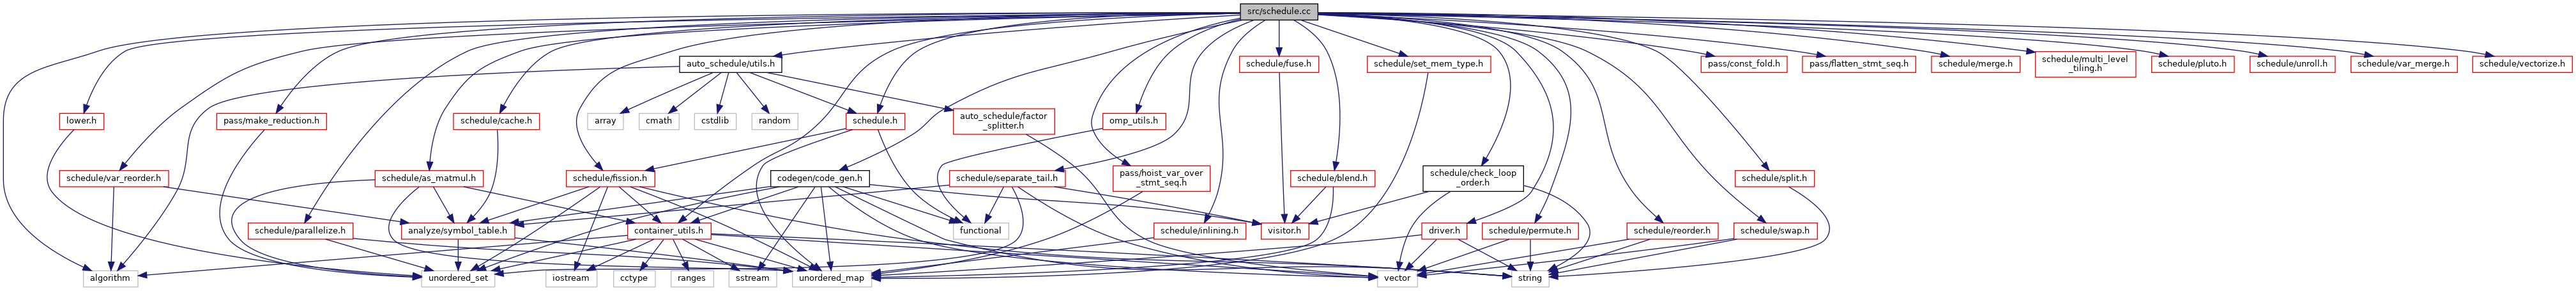 src/schedule.cc
auto_schedule/utils.h
schedule/fuse.h
schedule/set_mem_type.h
pass/const_fold.h
pass/flatten_stmt_seq.h
schedule/merge.h
schedule/multi_level
_tiling.h
schedule/pluto.h
schedule/unroll.h
schedule/var_merge.h
schedule/vectorize.h
lower.h
pass/make_reduction.h
schedule/cache.h
array
cmath
cstdlib
random
schedule.h
auto_schedule/factor
_splitter.h
omp_utils.h
schedule/var_reorder.h
schedule/as_matmul.h
schedule/fission.h
codegen/code_gen.h
schedule/separate_tail.h
pass/hoist_var_over
_stmt_seq.h
schedule/blend.h
schedule/check_loop
_order.h
schedule/split.h
schedule/parallelize.h
analyze/symbol_table.h
container_utils.h
functional
schedule/inlining.h
visitor.h
driver.h
schedule/permute.h
schedule/reorder.h
schedule/swap.h
algorithm
unordered_set
iostream
cctype
ranges
sstream
unordered_map
vector
string